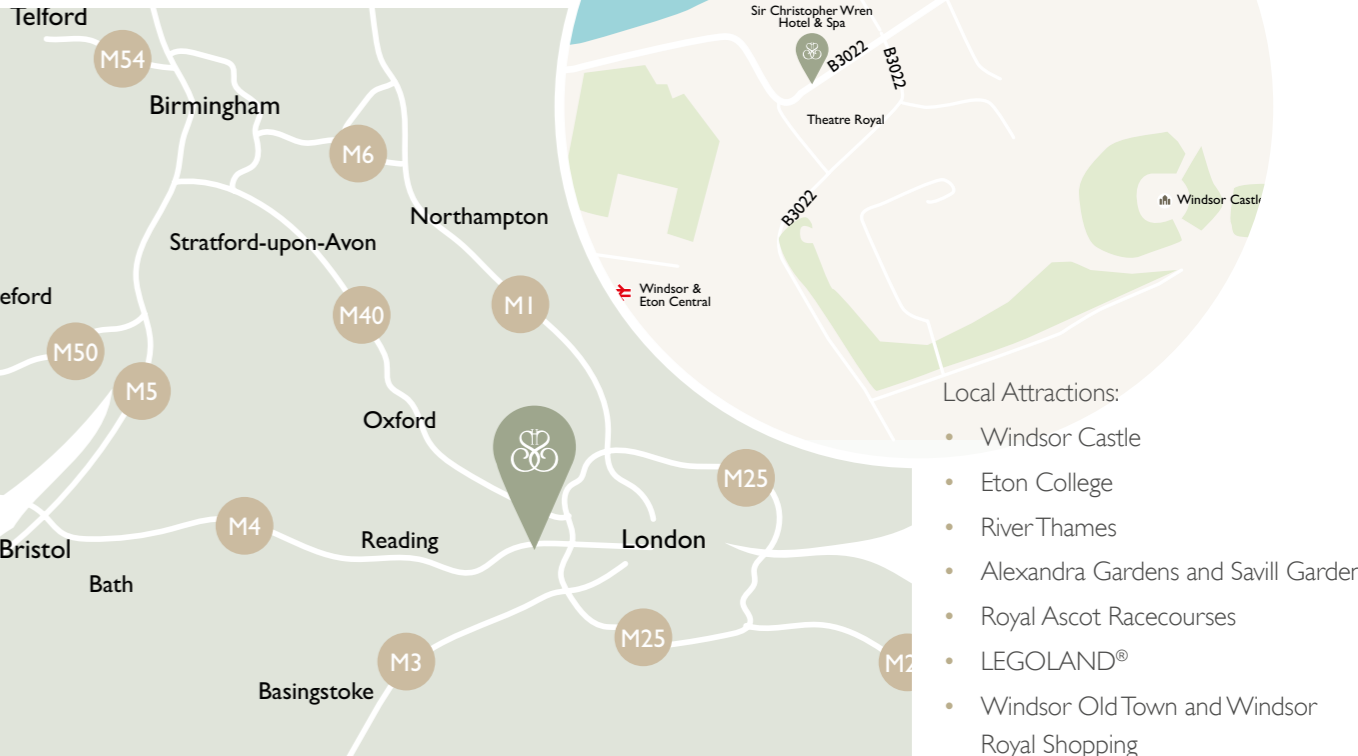 Telford
M54
Birmingham
M6
Northampton
Stratford-upon-Avon
eford
M40
M1
M50
M5
Oxford
M25
M4
Reading
London
Bristol
Bath
M25
M3
M2
Basingstoke
Sir Christopher Wren
Hotel & Spa
B3022
B3022
Theatre Royal
B3022
Windsor Castle
Windsor &
Eton Central
Local Attractions:
• Windsor Castle
• Eton College
• River Thames
• Alexandra Gardens and Savill Garden
• Royal Ascot Racecourses
• LEGOLAND®
• Windsor Old Town and Windsor
Royal Shopping